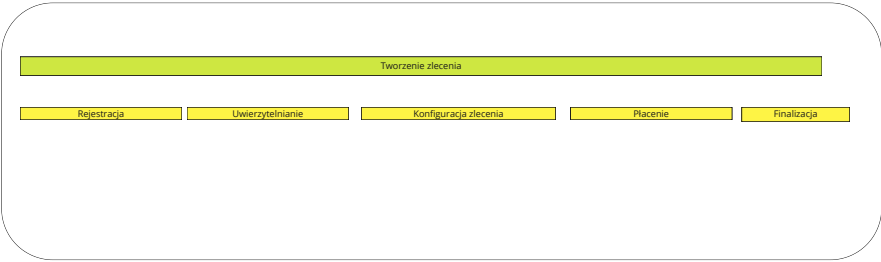 Tworzenie zlecenia
Rejestracja
Uwierzytelnianie
Konfiguracja zlecenia
Płacenie
Finalizacja